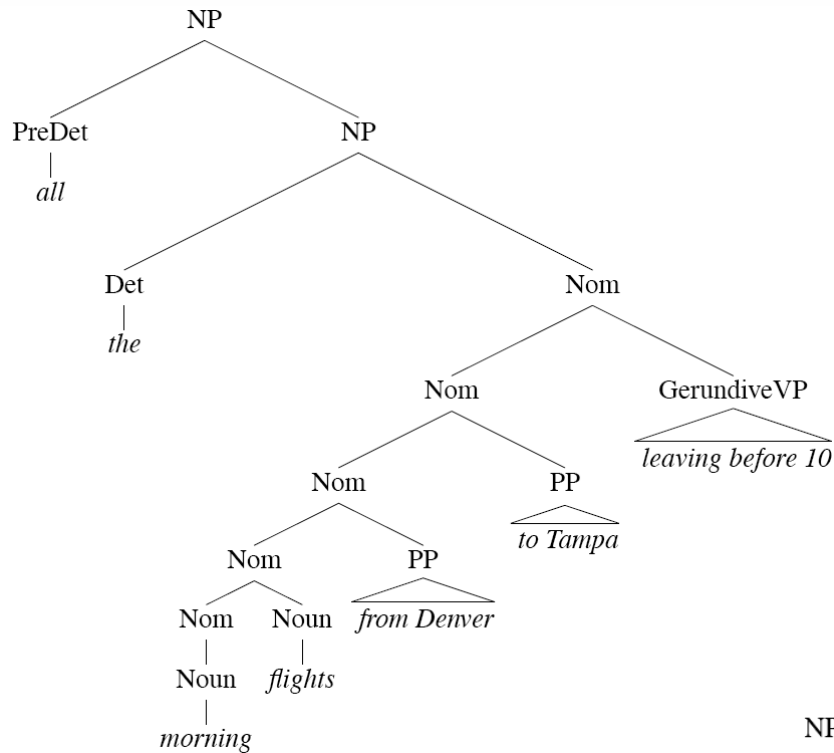 NP
PreDet NP
all
Det Nom
the
Nom GerundiveVP
leaving before 10
Nom PP
to Tampa
Nom PP
Nom Noun from Denver
Noun flights
morning
NP